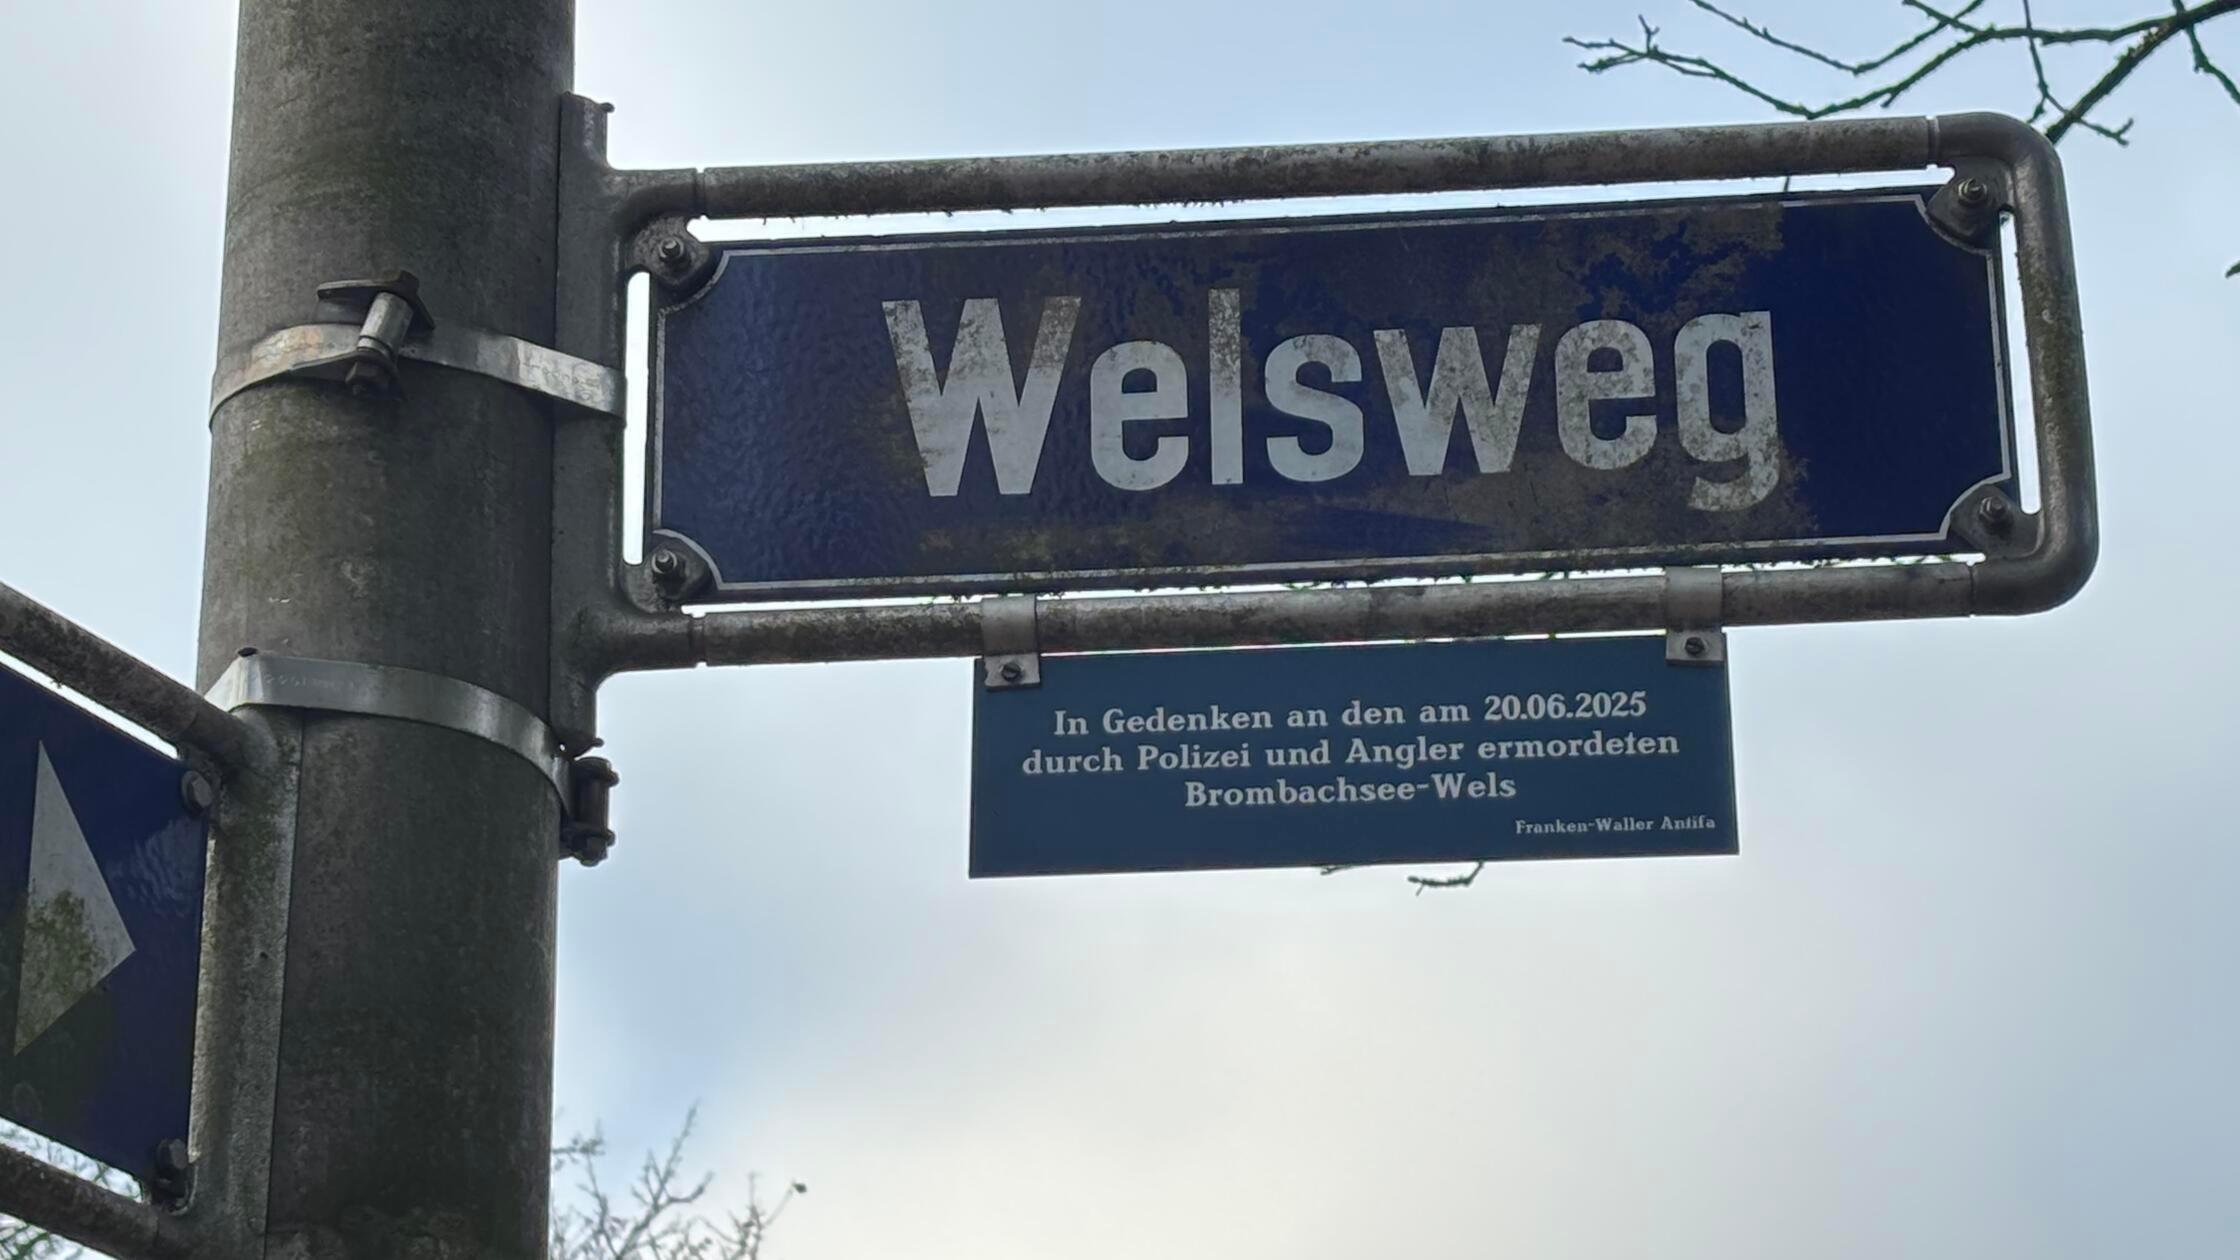 Welsweg
In Gedenken an den am 20.06.2025
durch Polizei und Angler ermordeten
Brombachsee-Wels
Franken-Waller Antifa